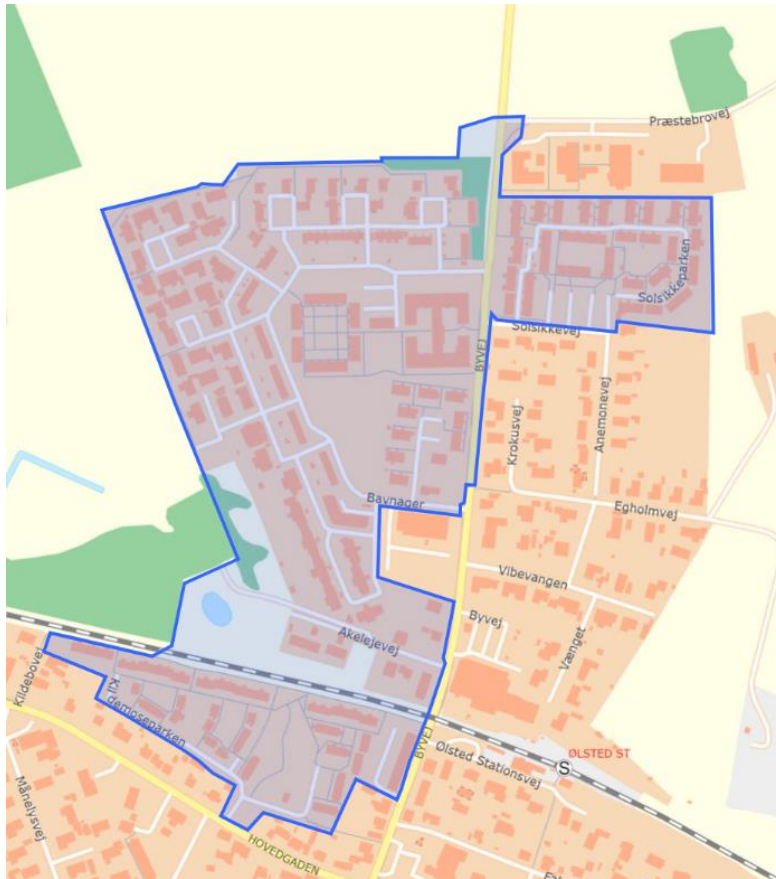 Præstebrovej
Solsikkeparken
Solsikkevej
BYVEJ
Krokusvej
Anemonevej
Bavnager
Egholmvej
Vibevangen
Byvej
Vænget
Akelejevej
Kildebovej
Kildemoseparken
BYVEJ
Ølsted Stationsvej
ØLSTED ST
S
Månelysvej
HOVEDGADEN